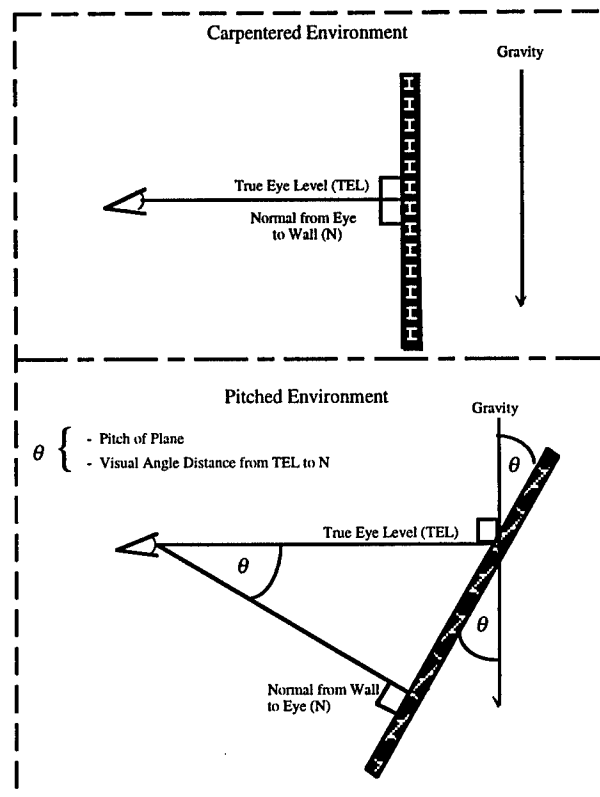 Carpentered Environment
Gravity
True Eye Level (TEL)
Normal from Eye
to Wall (N)
Pitched Environment
Gravity
θ { - Pitch of Plane
- Visual Angle Distance from TEL to N
θ
True Eye Level (TEL)
θ
θ
Normal from Wall
to Eye (N)